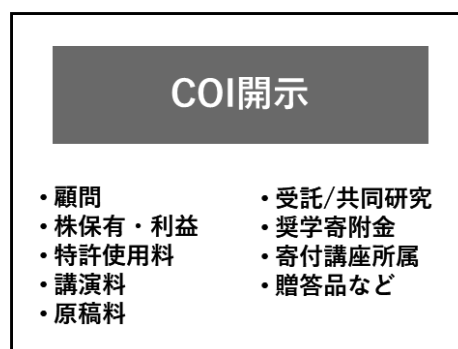 COI開示
・顧問
・株保有・利益
・特許使用料
・講演料
・原稿料
・受託/共同研究
・奨学寄附金
・寄付講座所属
・贈答品など